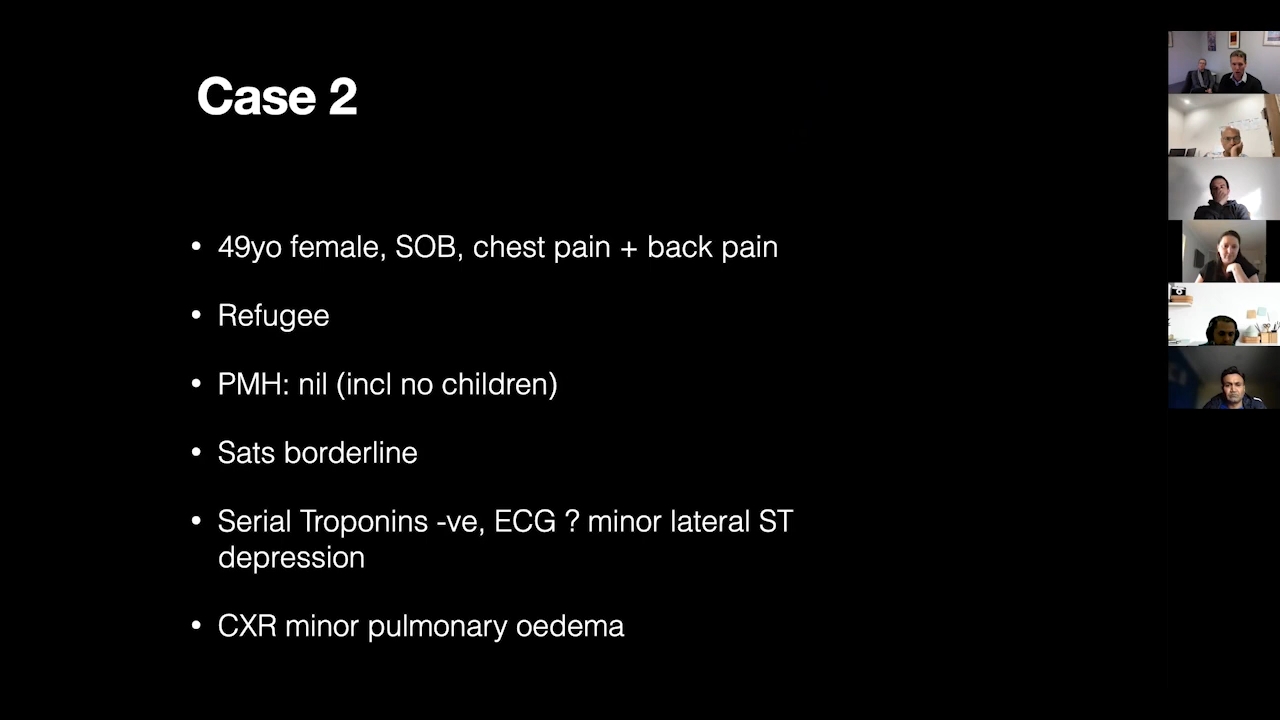 Case 2
• 49yo female, SOB, chest pain + back pain
• Refugee
• PMH: nil (incl no children)
• Sats borderline
• Serial Troponins -ve, ECG ? minor lateral ST
depression
• CXR minor pulmonary oedema